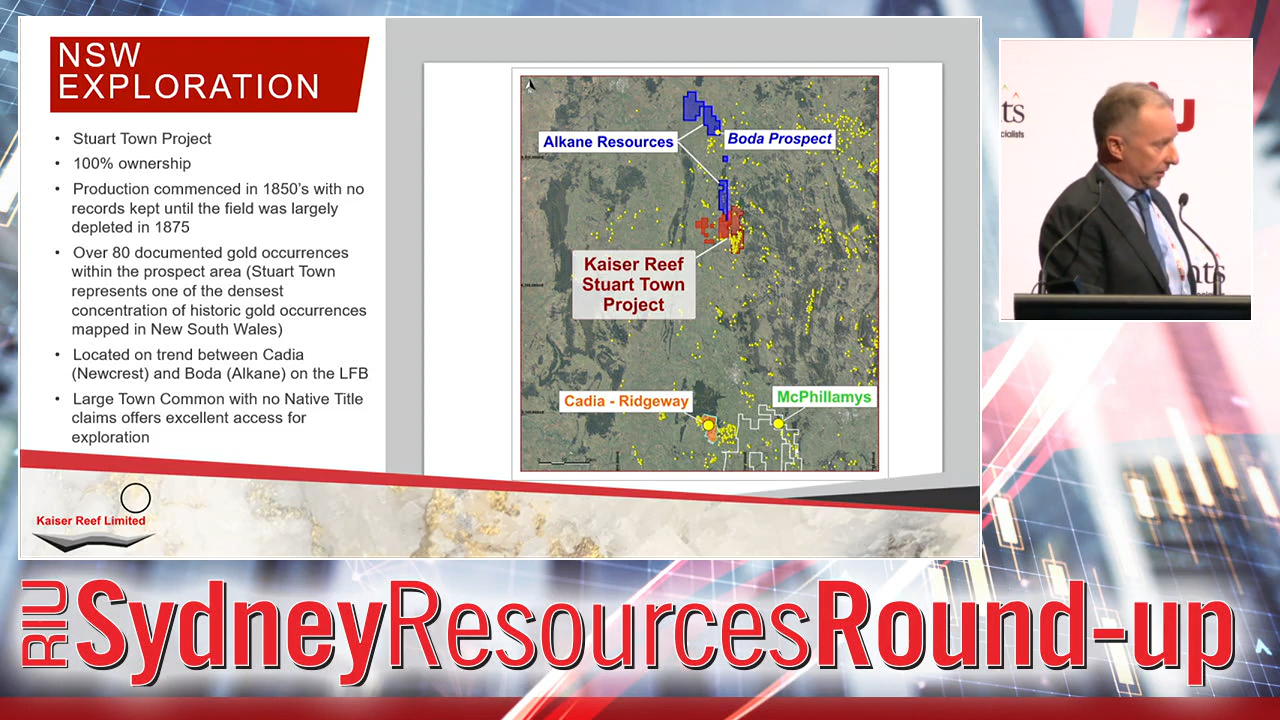 NSW
EXPLORATION
• Stuart Town Project
• 100% ownership
• Production commenced in 1850's with no
records kept until the field was largely
depleted in 1875
• Over 80 documented gold occurrences
within the prospect area (Stuart Town
represents one of the densest
concentration of historic gold occurrences
mapped in New South Wales)
• Located on trend between Cadia
(Newcrest) and Boda (Alkane) on the LFB
• Large Town Common with no Native Title
claims offers excellent access for
exploration
Alkane Resources
Boda Prospect
Kaiser Reef
Stuart Town
Project
Cadia - Ridgeway
McPhillamys
Kaiser Reef Limited
RIU SydneyResourcesRound-up